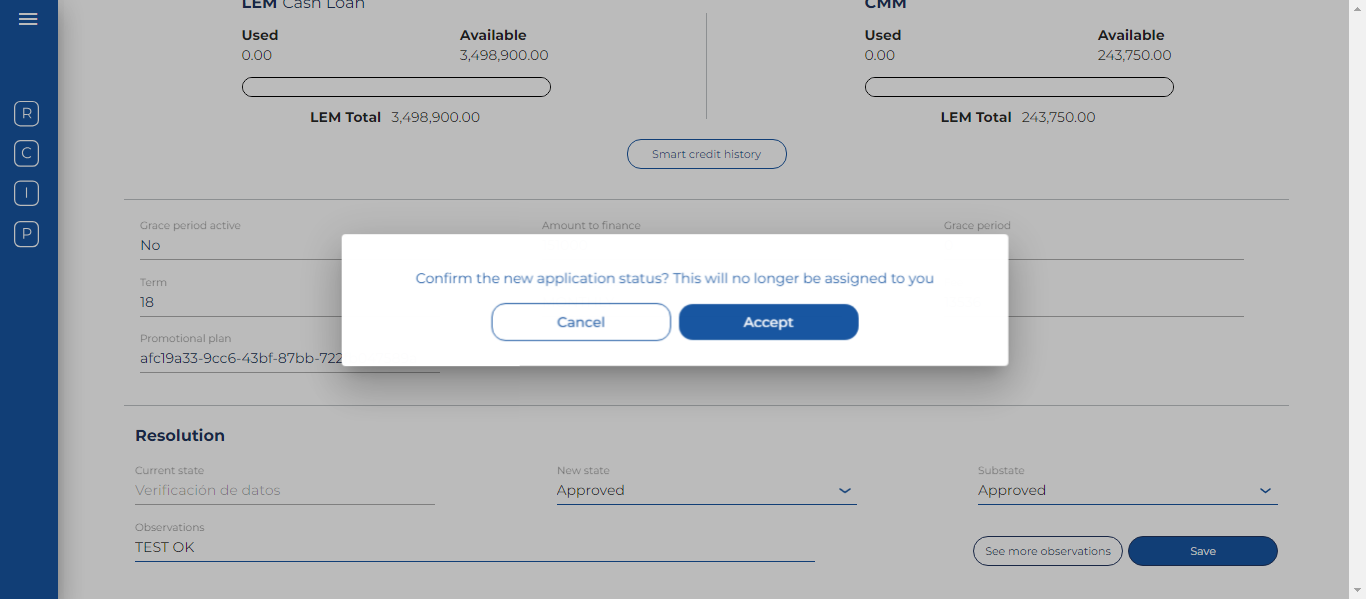 LEM Cash Loan
CMM
Used
Available
Used
Available
0.00
3,498,900.00
0.00
243,750.00
LEM Total 3,498,900.00
LEM Total 243,750.00
R
C
I
P
Smart credit history
Grace period active
Amount to finance
Grace period
No
Confirm the new application status? This will no longer be assigned to you
Term
18
Cancel
Accept
Promotional plan
afc19a33-9cc6-43bf-87bb-722
Resolution
Current state
New state
Substate
Verificación de datos
Approved
Approved
Observations
TEST OK
See more observations
Save